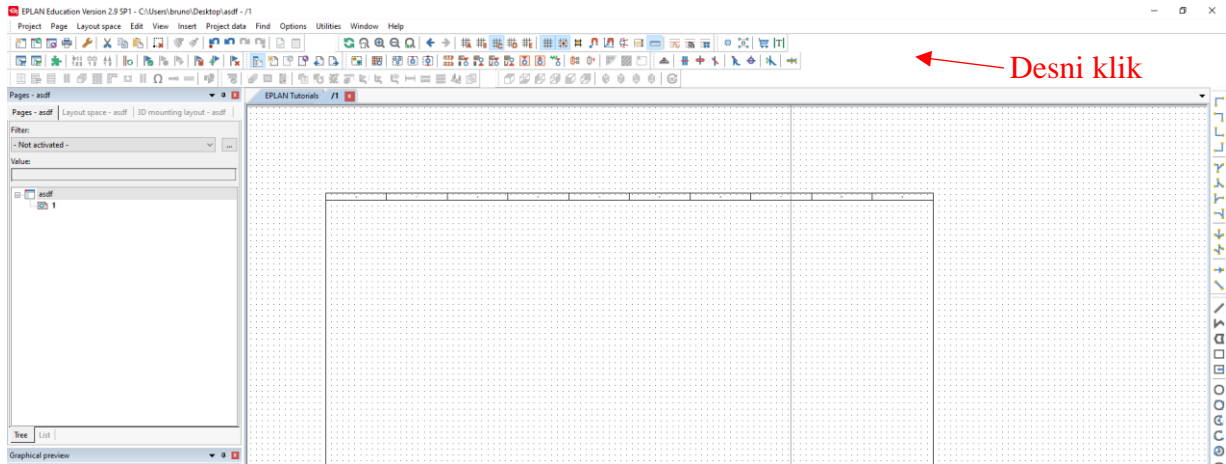 EPLAN Education Version 2.9 SP1 - C:\Users\bruno\Desktop\asdf - /1
Project Page Layout space Edit View Insert Project data Find Options Utilities Window Help
Desni klik
Pages - asdf
EPLAN Tutorials /1
Pages - asdf Layout space - asdf 3D mounting layout - asdf
Filter:
- Not activated - ...
Value:
asdf
1
Tree List
Graphical preview